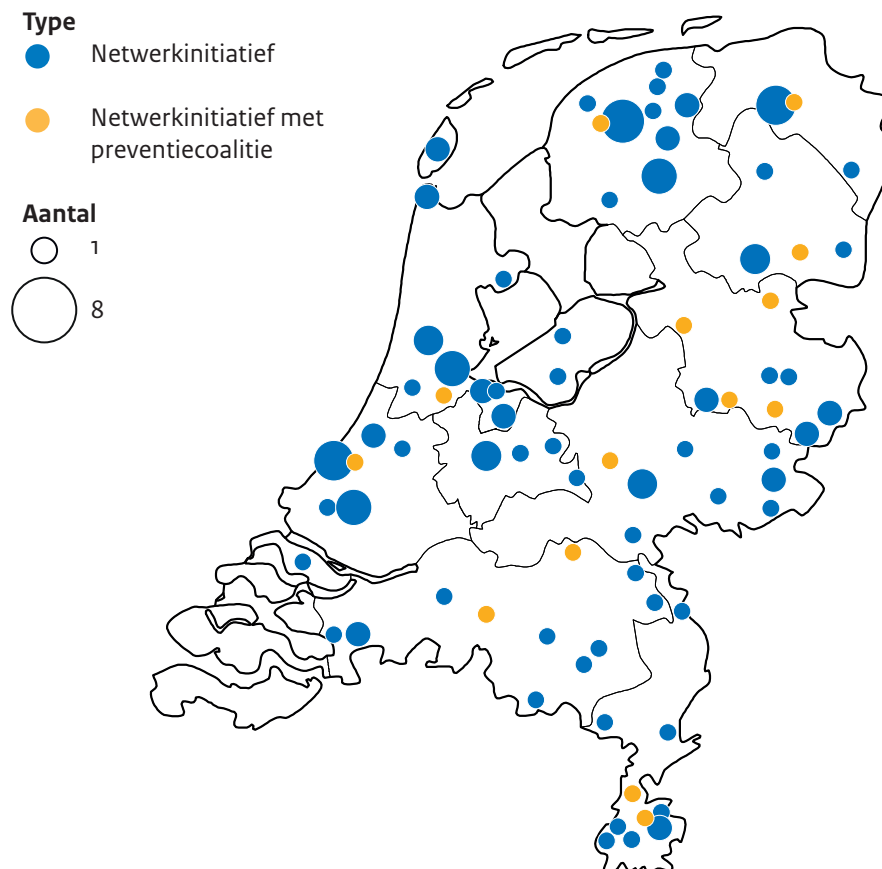 Type
Netwerkinitiatief
Netwerkinitiatief met
preventiecoalitie
Aantal
1
8